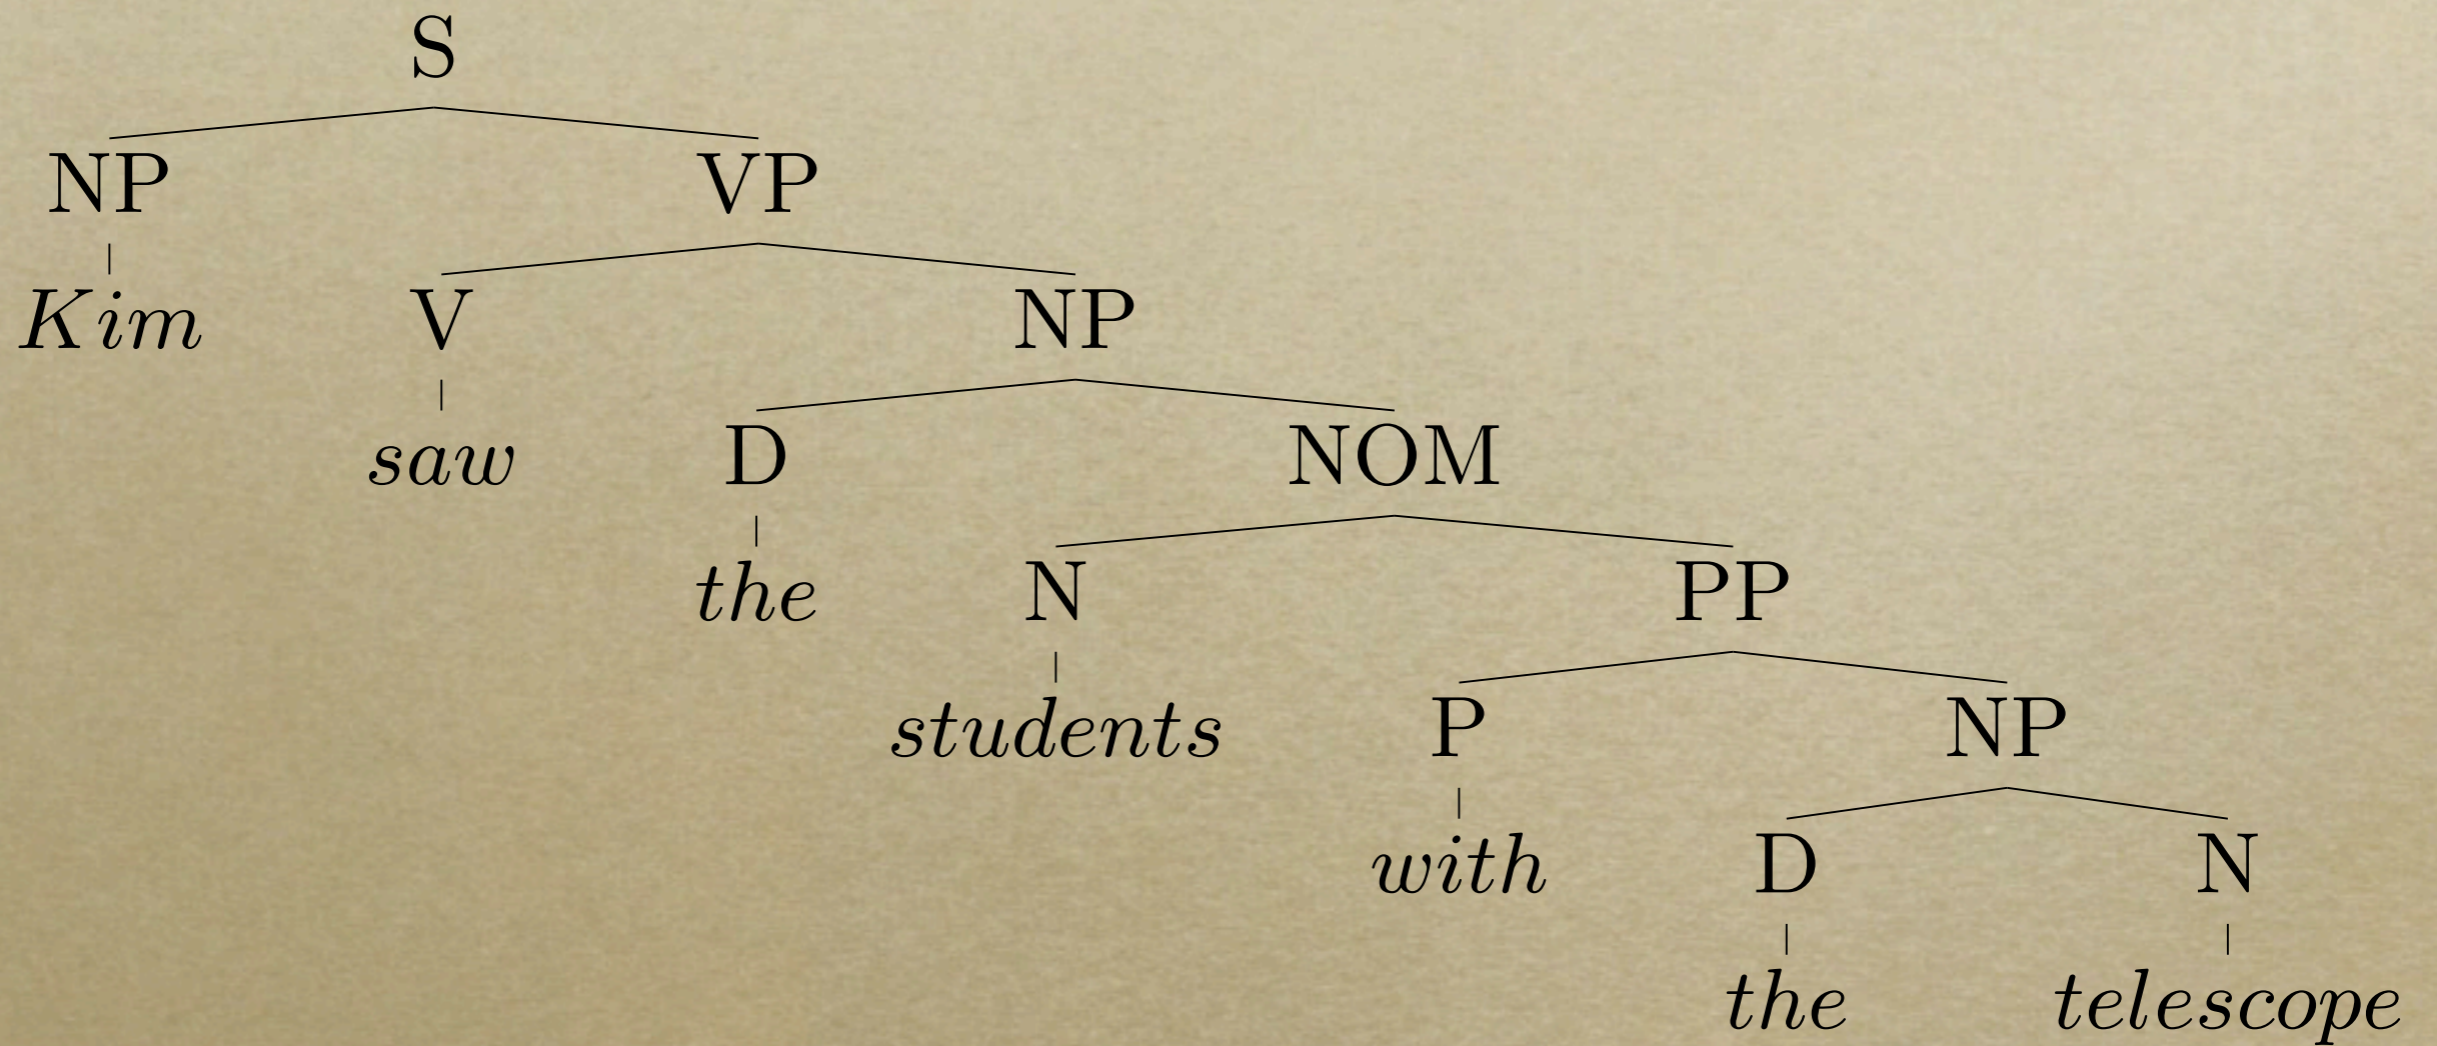 S
NP VP
Kim V NP
saw D NOM
the N PP
students P NP
with D N
the telescope